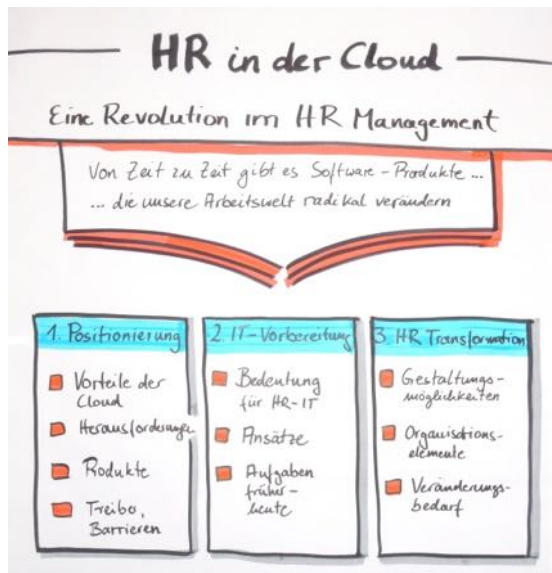 HR in der Cloud
Eine Revolution im HR Management
Von Zeit zu Zeit gibt es Software-Produkte ...
... die unsere Arbeitswelt radikal verändern
1. Positionierung
Vorteile der
Cloud
Herausforderungen
Produkte
Treiber,
Barrieren
2. IT-Vorbereitung
Bedeutung
für HR-IT
Ansätze
Aufgaben
früher-
heute
3. HR Transformation
Gestaltungs-
möglichkeiten
Organisations-
elemente
Veränderungs-
bedarf